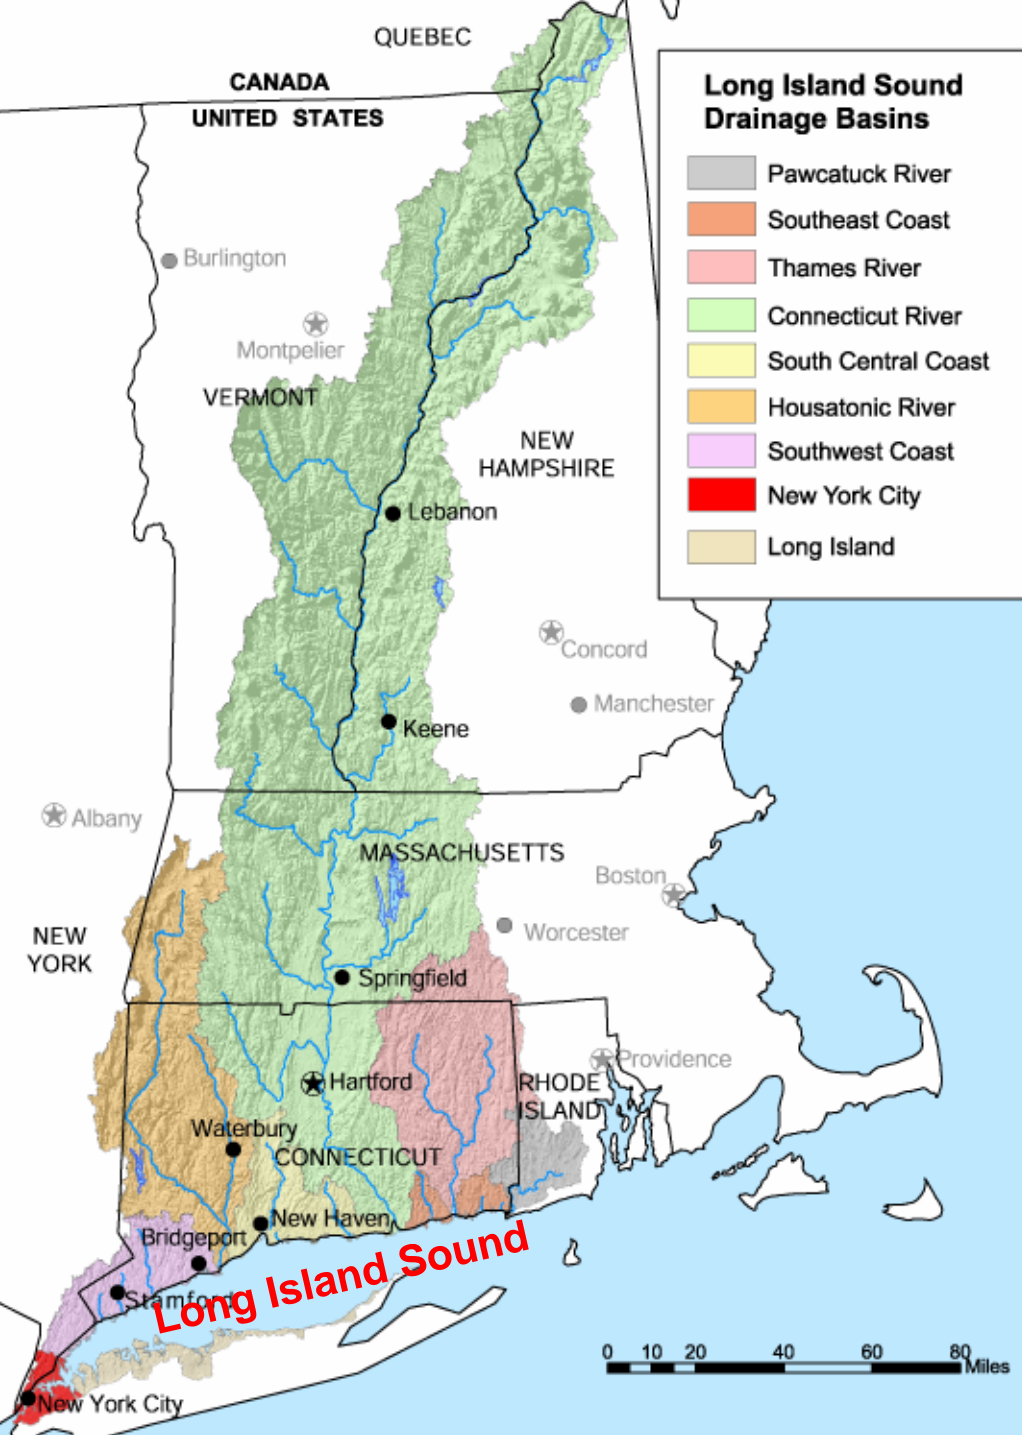 QUEBEC
CANADA
UNITED STATES
Long Island Sound
Drainage Basins
Pawcatuck River
Southeast Coast
Thames River
Connecticut River
South Central Coast
Housatonic River
Southwest Coast
New York City
Long Island
Burlington
Montpelier
VERMONT
NEW
HAMPSHIRE
Lebanon
Concord
Manchester
Keene
Albany
MASSACHUSETTS
Boston
Worcester
NEW
YORK
Springfield
Providence
Hartford
RHODE
ISLAND
Waterbury
CONNECTICUT
New Haven
Bridgeport
Long Island Sound
Stamford
0 10 20 40 60 80
Miles
New York City